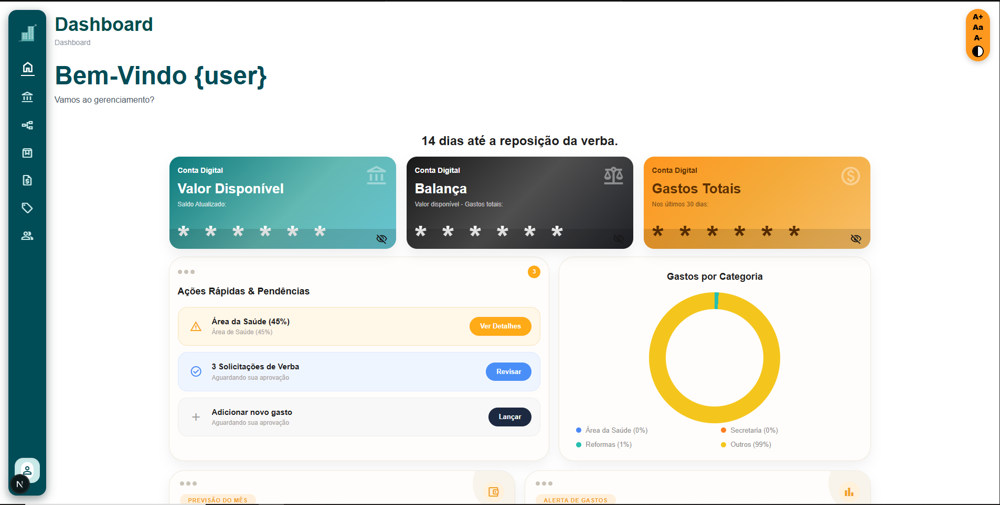 Dashboard
Dashboard
A+
Aa
A-
Bem-Vindo {user}
Vamos ao gerenciamento?
14 dias até a reposição da verba.
Conta Digital
Valor Disponível
Saldo Atualizado:
* * * * * *
Conta Digital
Balança
Valor disponível - Gastos totais:
* * * * * *
Conta Digital
Gastos Totais
Nos últimos 30 dias:
* * * * * *
3
Ações Rápidas & Pendências
Área da Saúde (45%)
Área de Saúde (45%)
Ver Detalhes
3 Solicitações de Verba
Aguardando sua aprovação
Revisar
Adicionar novo gasto
Aguardando sua aprovação
Lançar
Gastos por Categoria
Área da Saúde (0%)
Secretaria (0%)
Reformas (1%)
Outros (99%)
PREVISÃO DO MÊS
ALERTA DE GASTOS
N